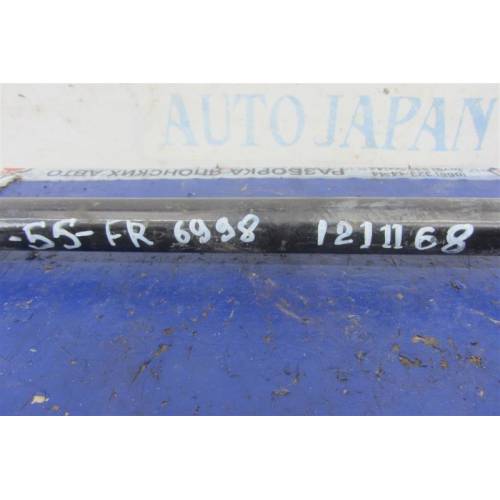 AUTO JAPAN
РАЗБОРКА ЯПОНСКИХ АВТО
-55-FR 6998 1211168